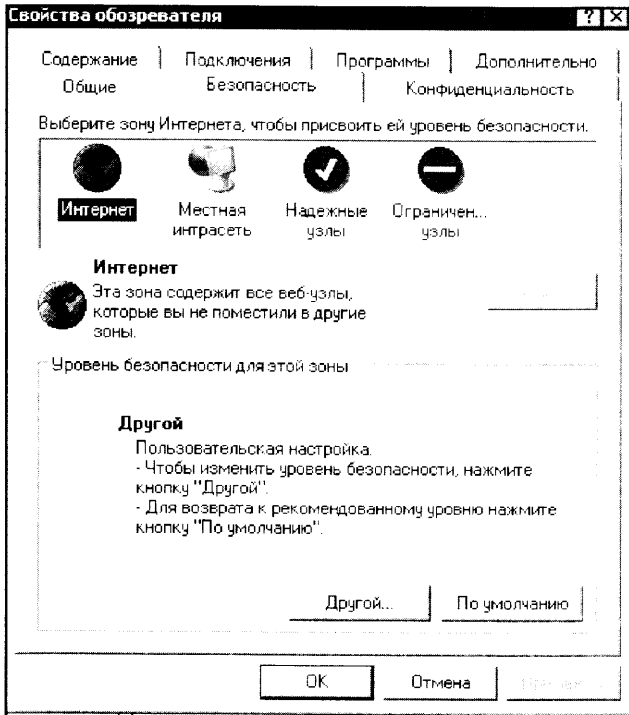 Свойства обозревателя
Содержание Подключения Программы Дополнительно
Общие Безопасность Конфиденциальность
Выберите зону Интернета, чтобы присвоить ей уровень безопасности.
Интернет Местная интрасеть Надежные узлы Ограничен... узлы
Интернет
Эта зона содержит все веб-узлы,
которые вы не поместили в другие
зоны.
Уровень безопасности для этой зоны
Другой
Пользовательская настройка.
- Чтобы изменить уровень безопасности, нажмите
кнопку "Другой".
- Для возврата к рекомендованному уровню нажмите
кнопку "По умолчанию".
Другой... По умолчанию
ОК Отмена